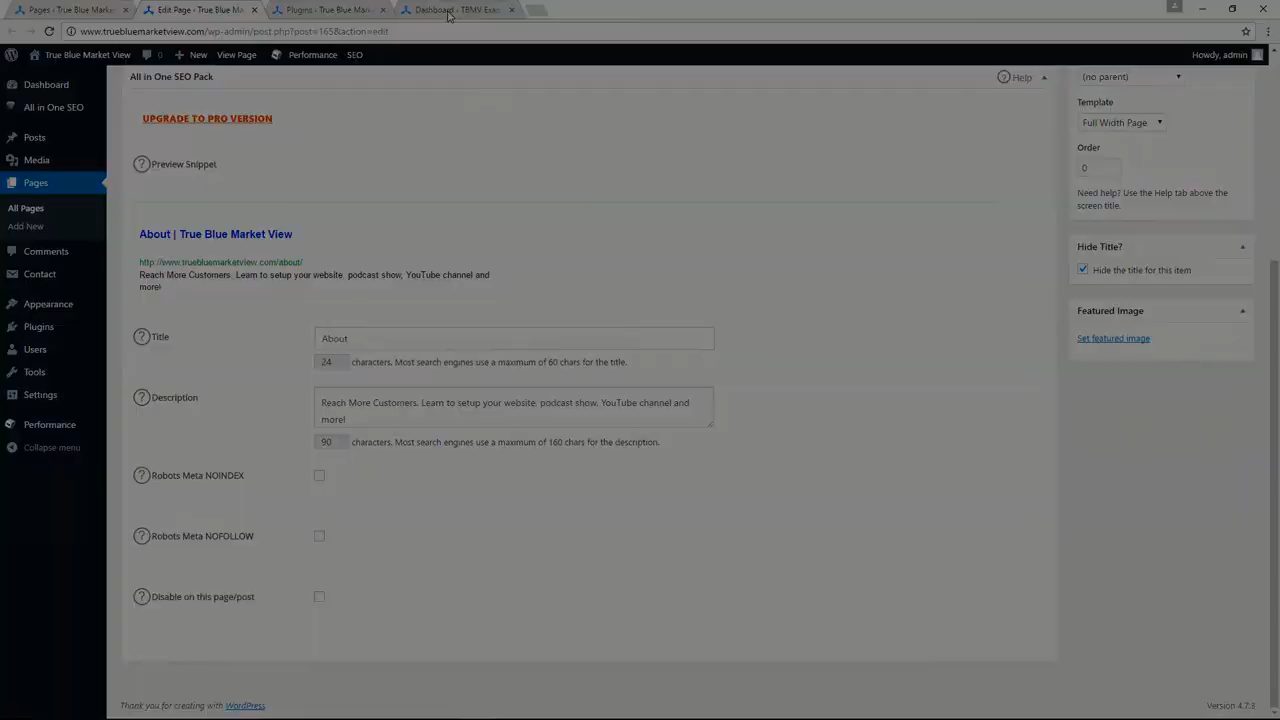 Pages ‹ True Blue Marke
Edit Page ‹ True Blue Ma
Plugins ‹ True Blue Mark
Dashboard ‹ TBMV Exa
www.truebluemarketview.com/wp-admin/post.php?post=165&action=edit
True Blue Market View
0
New
View Page
Performance
SEO
Howdy, admin
Dashboard
All in One SEO
Posts
Media
Pages
All Pages
Add New
Comments
Contact
Appearance
Plugins
Users
Tools
Settings
Performance
Collapse menu
All in One SEO Pack
Help
UPGRADE TO PRO VERSION
Preview Snippet
About | True Blue Market View
http://www.truebluemarketview.com/about/
Reach More Customers. Learn to setup your website, podcast show, YouTube channel and
more!
Title
About
24 characters. Most search engines use a maximum of 60 chars for the title.
Description
Reach More Customers. Learn to setup your website, podcast show, YouTube channel and
more!
90 characters. Most search engines use a maximum of 160 chars for the description.
Robots Meta NOINDEX
Robots Meta NOFOLLOW
Disable on this page/post
(no parent)
Template
Full Width Page
Order
0
Need help? Use the Help tab above the
screen title.
Hide Title?
Hide the title for this item
Featured Image
Set featured image
Thank you for creating with WordPress.
Version 4.7.3